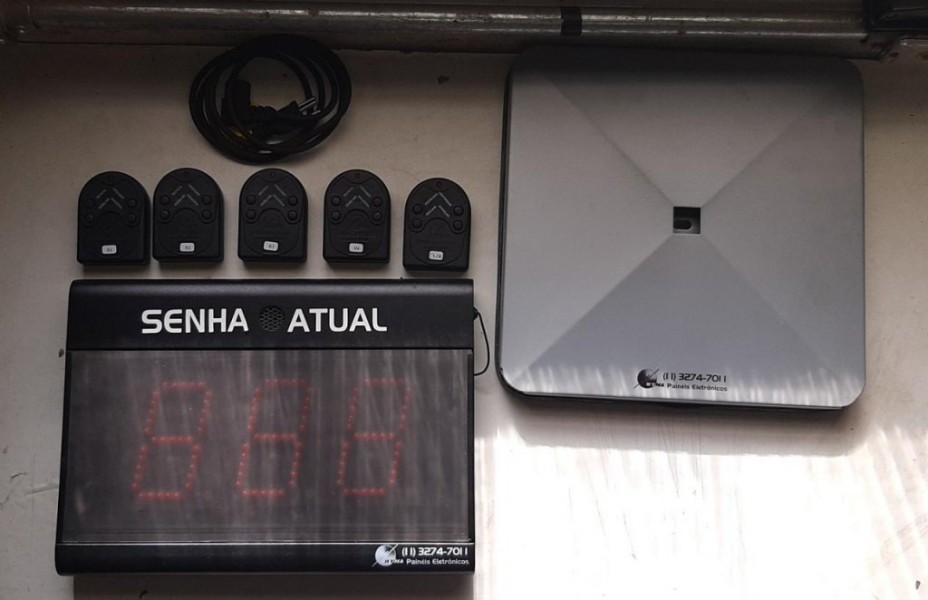 SENHA ATUAL
(11) 3274-7011
Painéis Eletrônicos
(11) 3274-7011
Painéis Eletrônicos